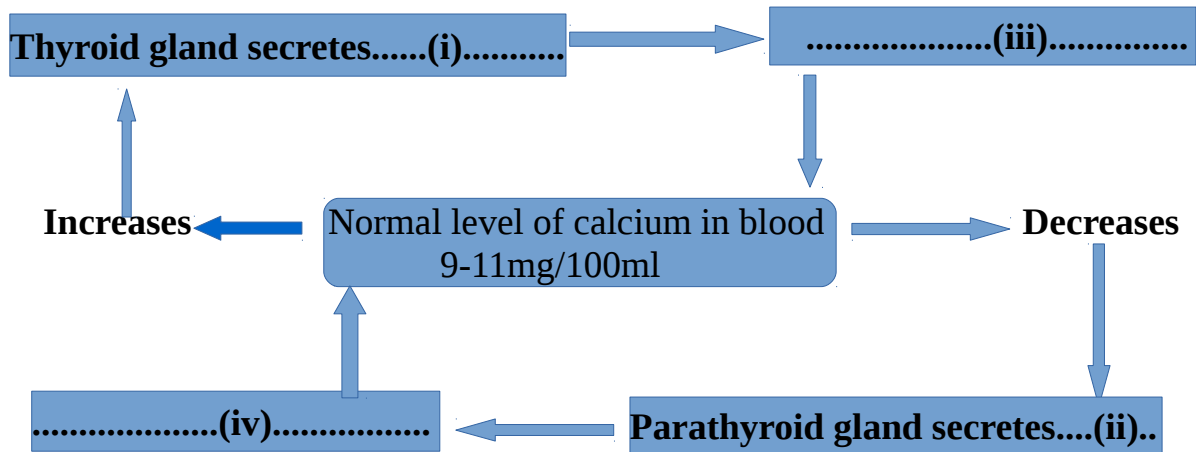 Thyroid gland secretes......(i)...........
.....................(iii)...............
Increases
Normal level of calcium in blood
9-11mg/100ml
Decreases
....................(iv).................
Parathyroid gland secretes....(ii)..